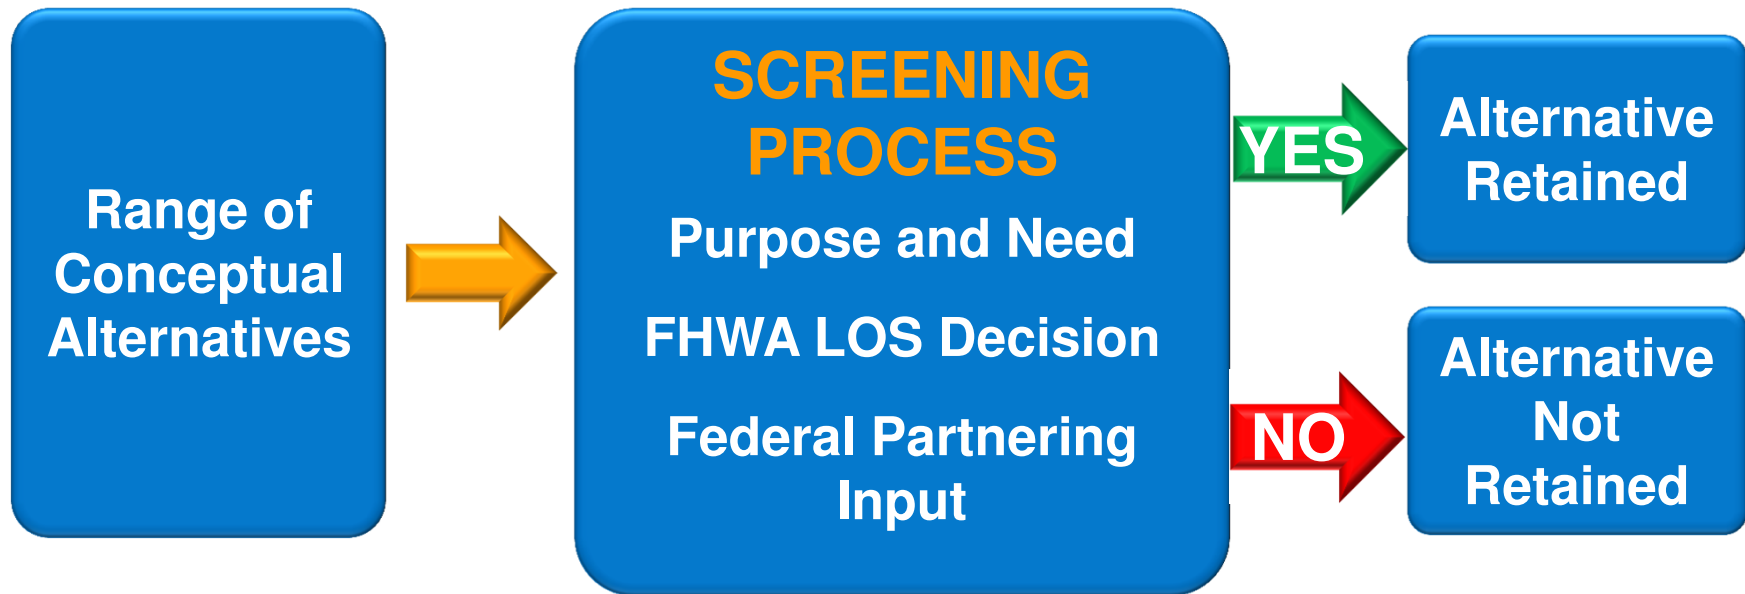 Range of
Conceptual
Alternatives
SCREENING
PROCESS
Purpose and Need
FHWA LOS Decision
Federal Partnering
Input
YES
Alternative
Retained
NO
Alternative
Not
Retained